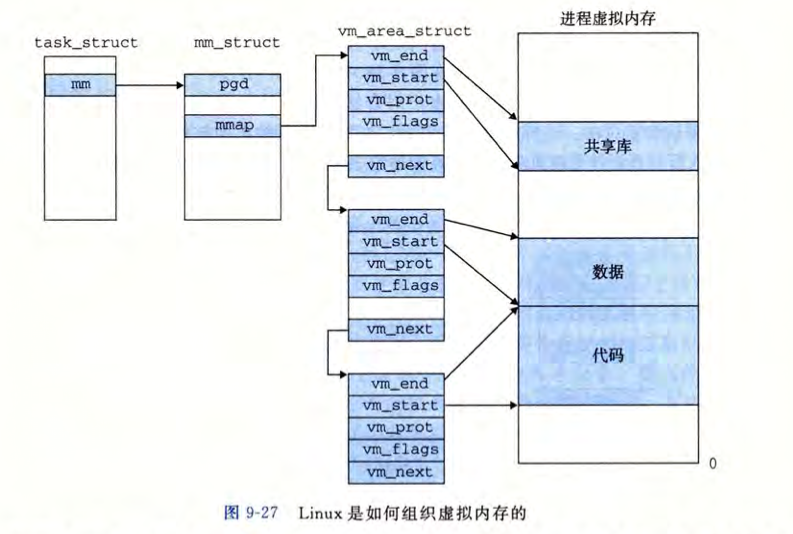 进程虚拟内存
task_struct
mm_struct
vm_area_struct
mm
pgd
mmap
vm_end
vm_start
vm_prot
vm_flags
vm_next
vm_end
vm_start
vm_prot
vm_flags
vm_next
vm_end
vm_start
vm_prot
vm_flags
vm_next
共享库
数据
代码
0
图 9-27 Linux 是如何组织虚拟内存的